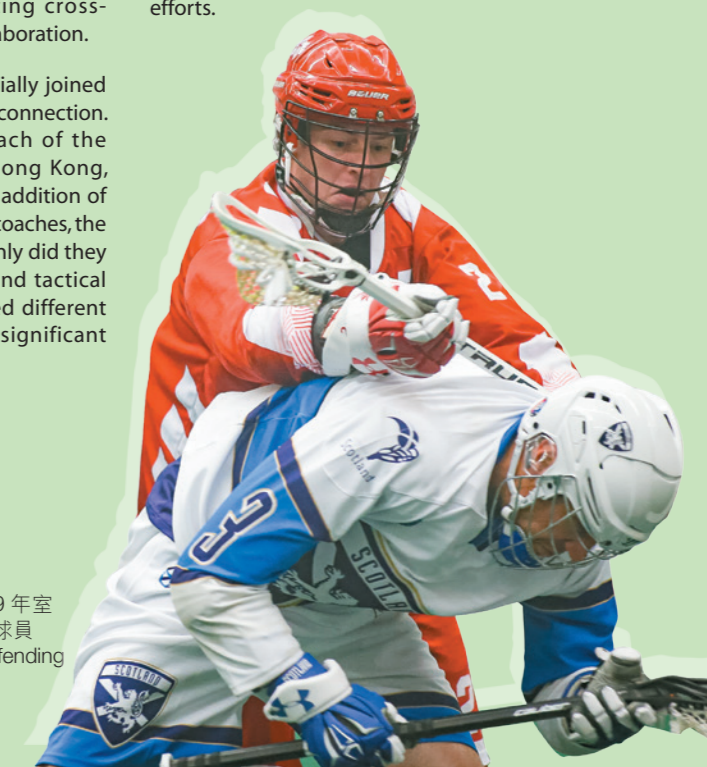 ing cross-
aboration.
ially joined
connection.
ach of the
ong Kong,
addition of
coaches, the
nly did they
nd tactical
ed different
significant
efforts.
BAUER
2
Scotland
3
SCOTLAND
SCOTLAND
9 年室
球員
fending